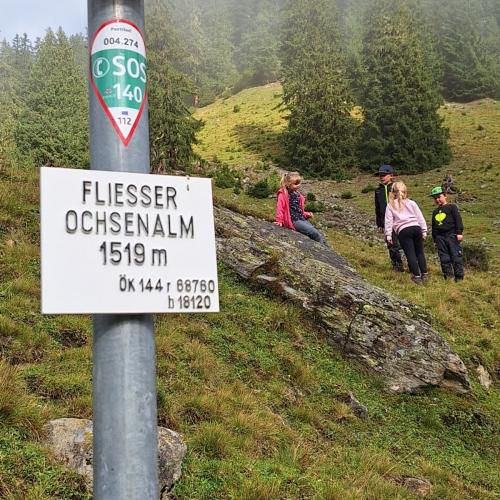 004.274
SOS
140
112
FLIESSER
OCHSENALM
1519 m
ÖK 144 r 68760
h 18120